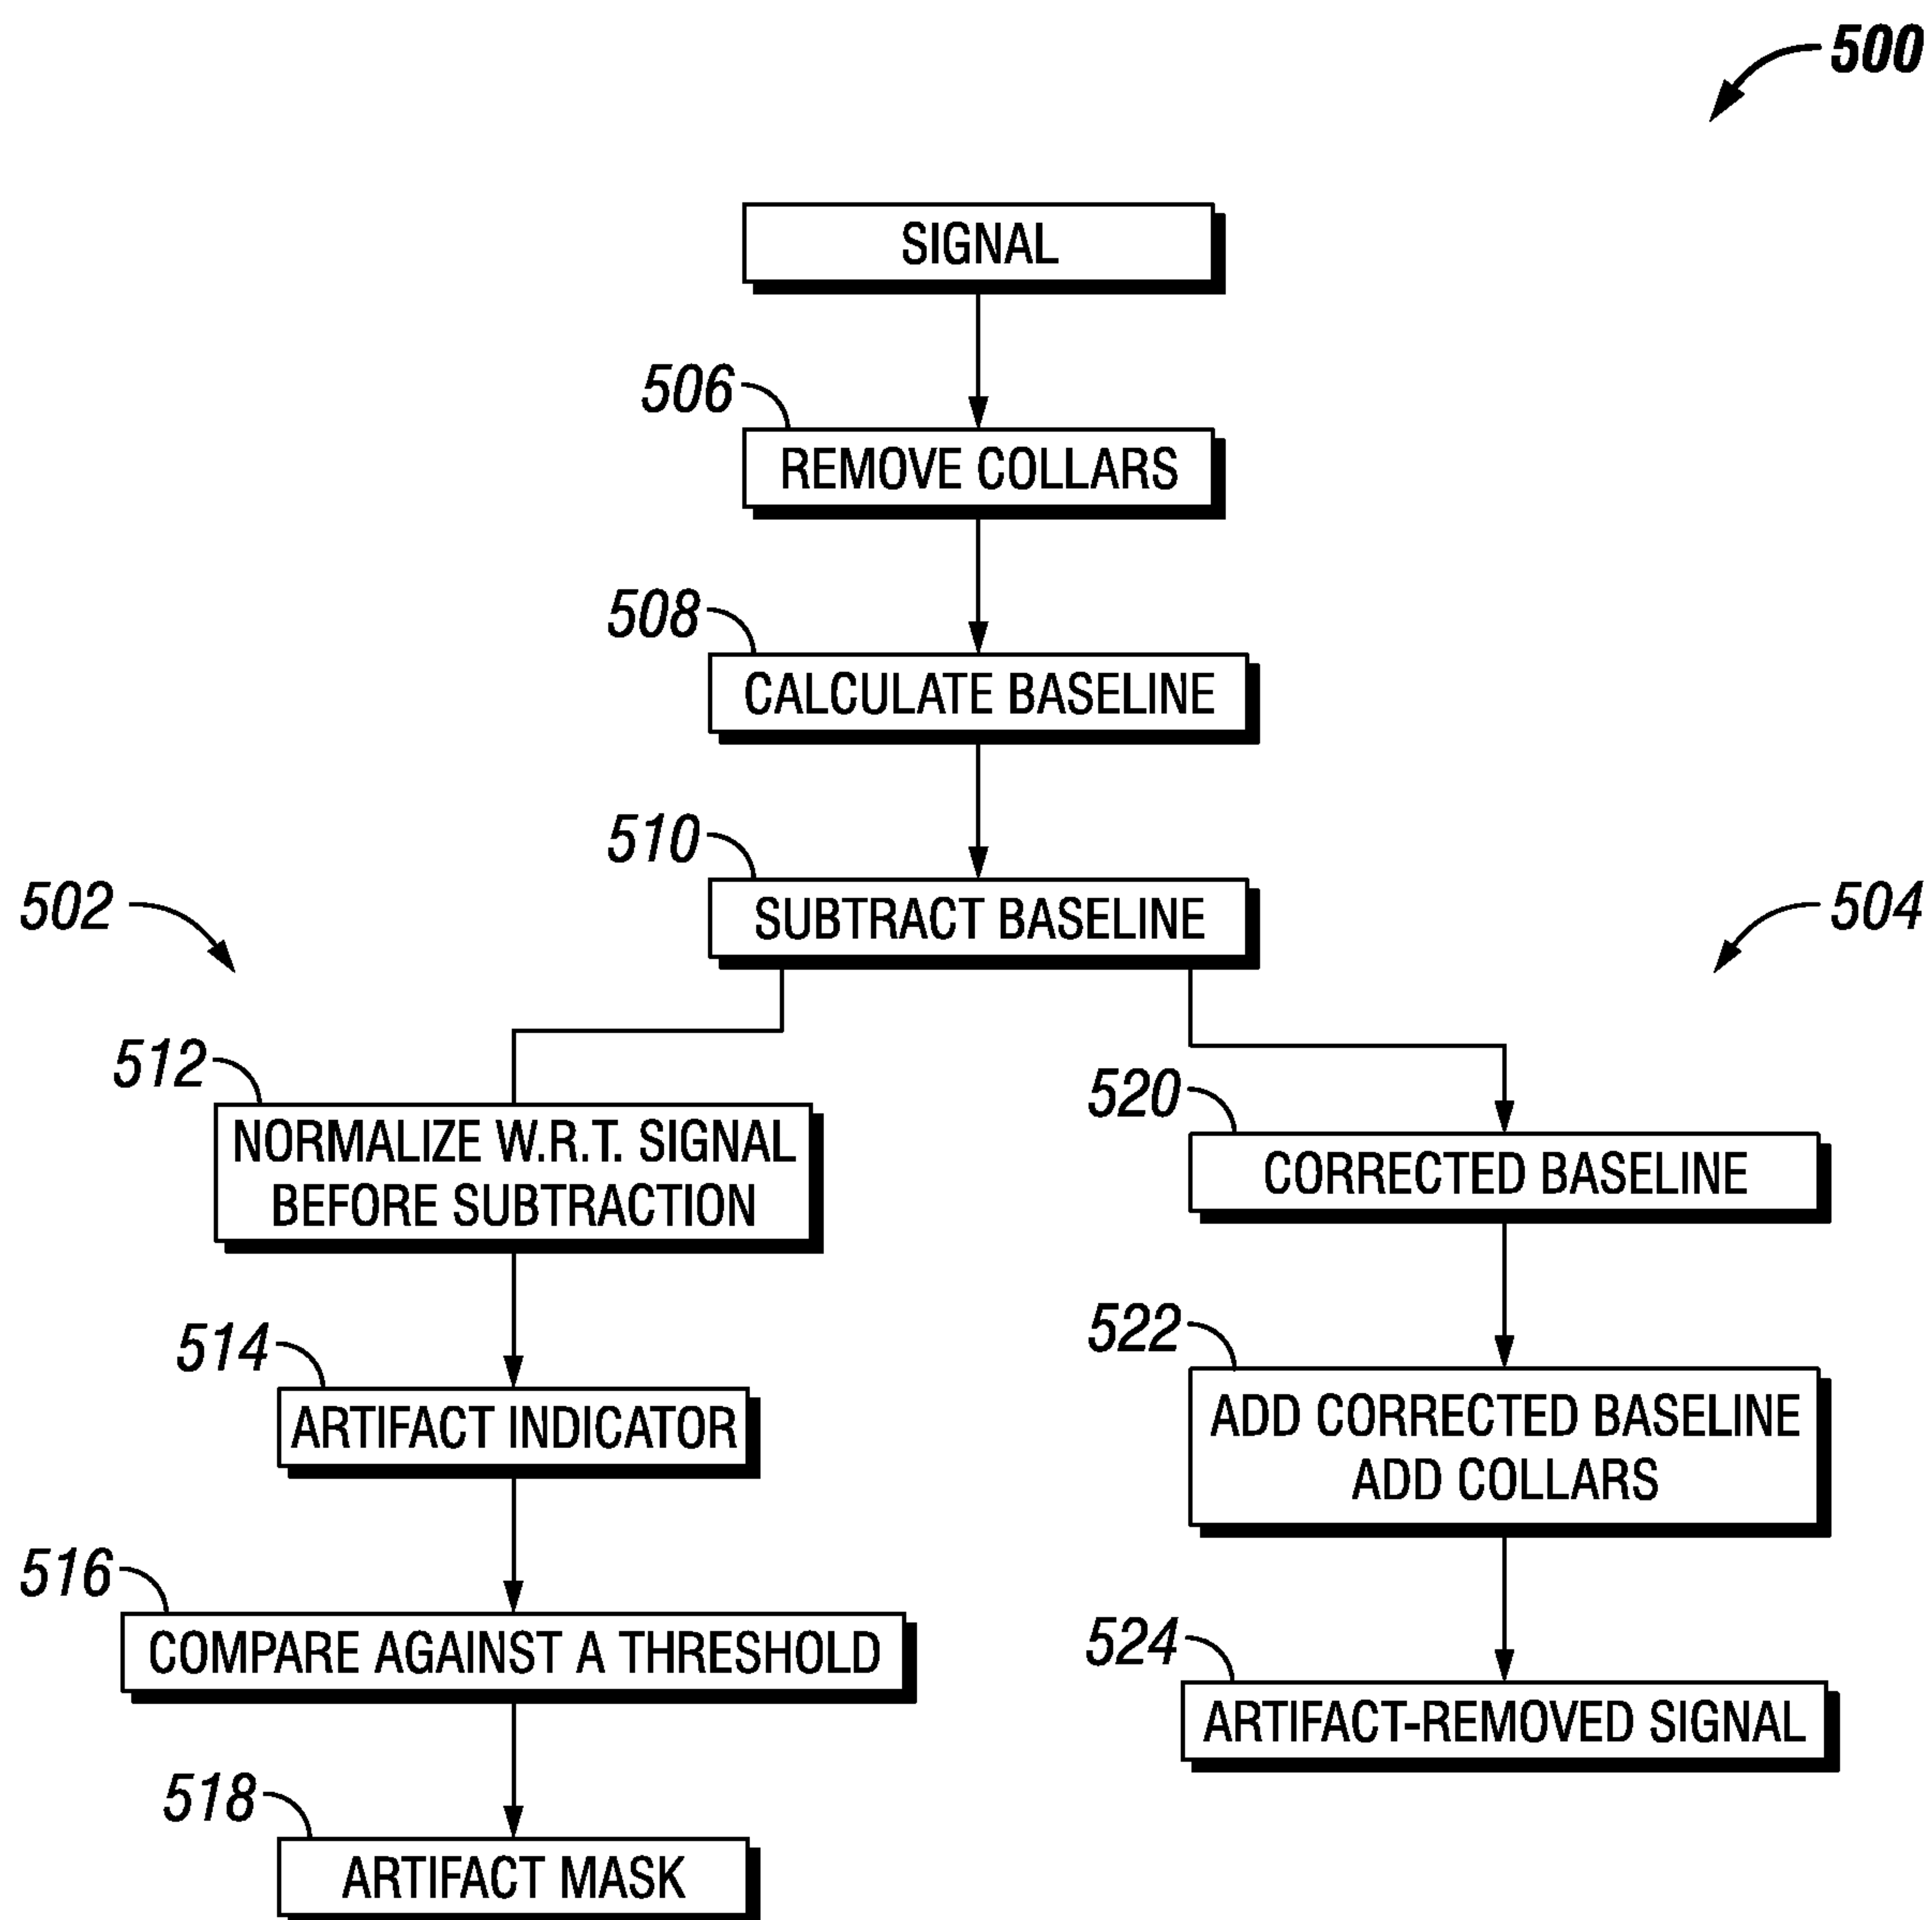 500
SIGNAL
506
REMOVE COLLARS
508
CALCULATE BASELINE
510
SUBTRACT BASELINE
502
504
512
NORMALIZE W.R.T. SIGNAL
BEFORE SUBTRACTION
514
ARTIFACT INDICATOR
516
COMPARE AGAINST A THRESHOLD
518
ARTIFACT MASK
520
CORRECTED BASELINE
522
ADD CORRECTED BASELINE
ADD COLLARS
524
ARTIFACT-REMOVED SIGNAL